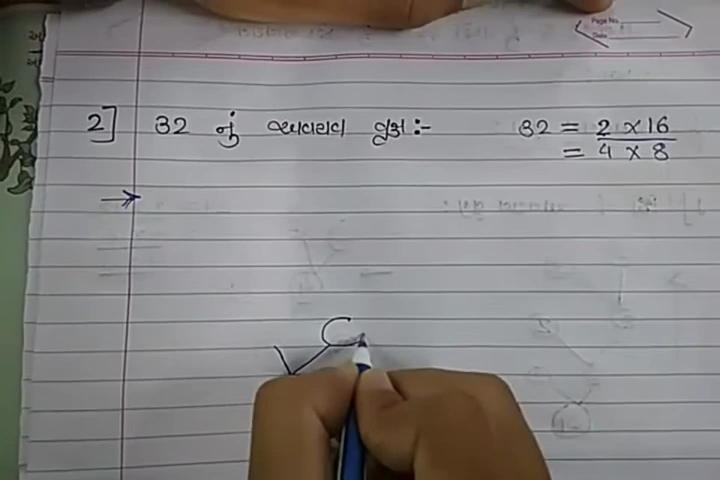 Page No.
Date
2] 32 નું અવયવ વૃક્ષ :- 32 = 2 × 16
= 4 × 8